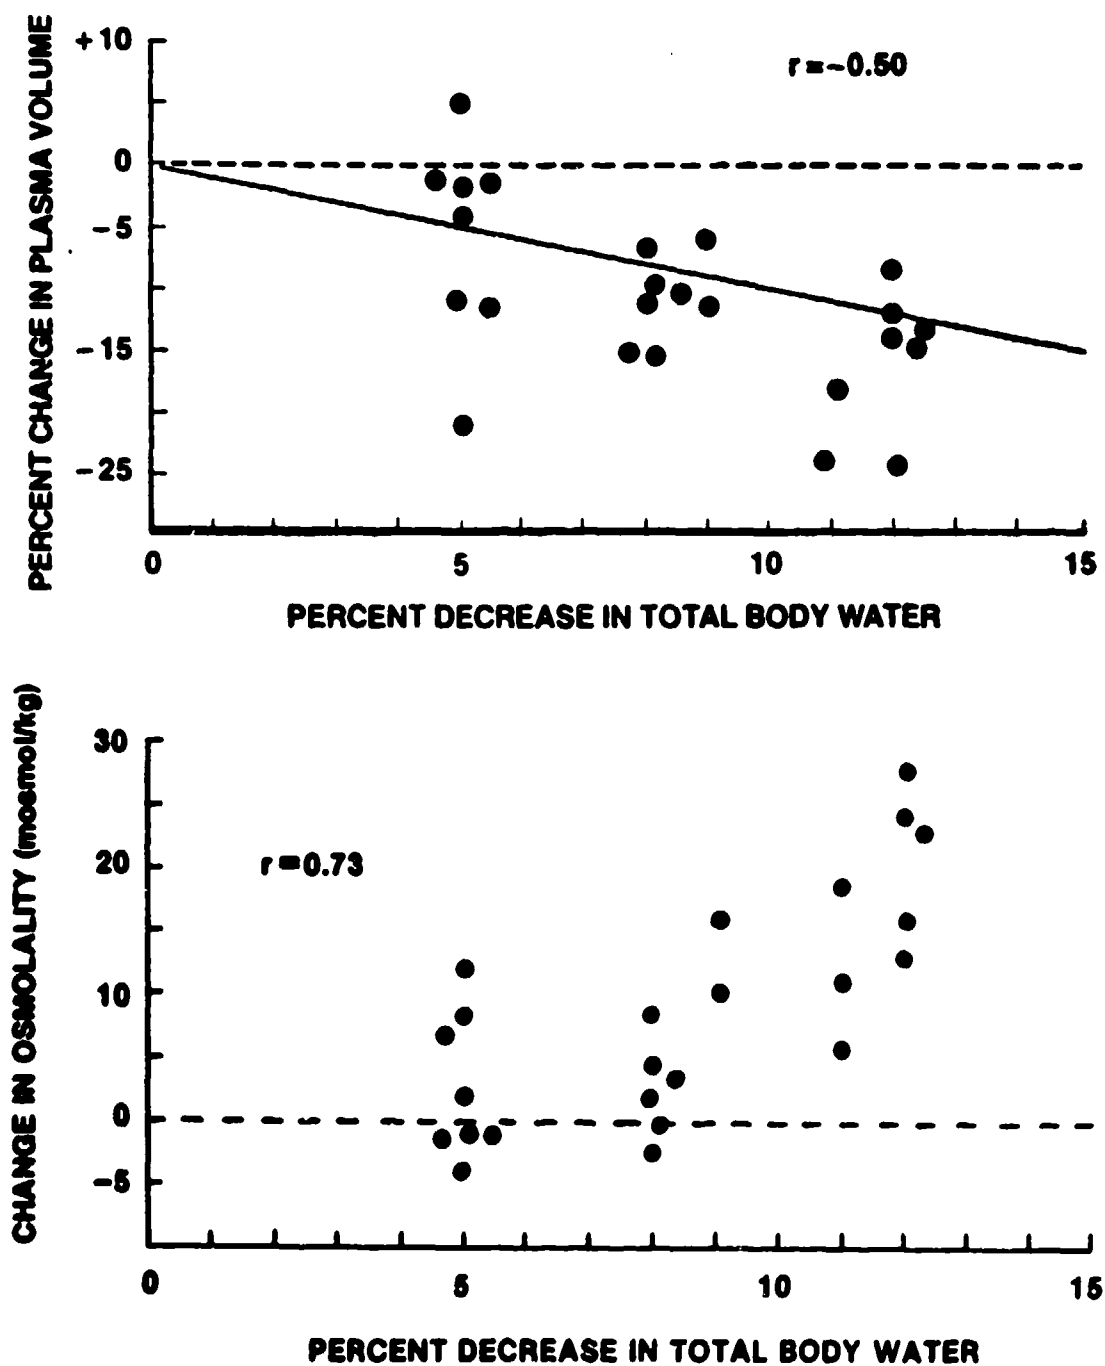 PERCENT CHANGE IN PLASMA VOLUME
+10
0
-5
-15
-25
r=-0.50
0 5 10 15
PERCENT DECREASE IN TOTAL BODY WATER
CHANGE IN OSMOLALITY (mosmol/kg)
30
20
10
0
-5
r=0.73
0 5 10 15
PERCENT DECREASE IN TOTAL BODY WATER